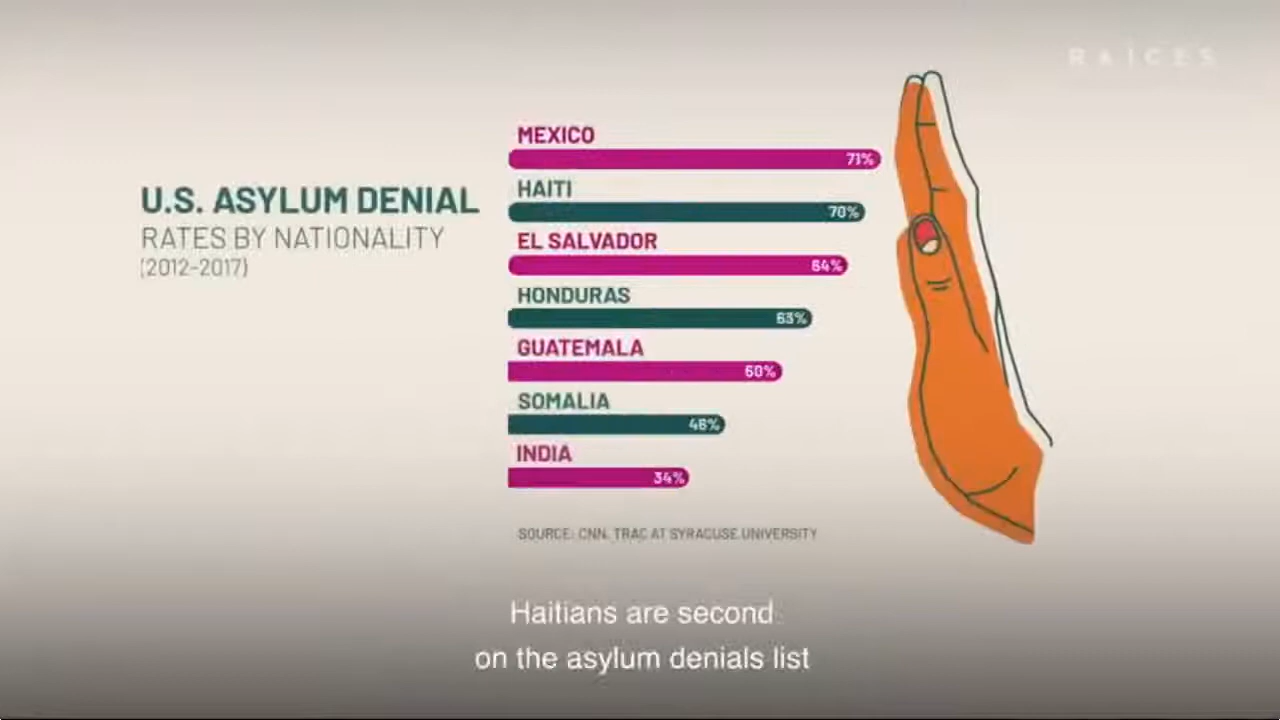 RAICES
U.S. ASYLUM DENIAL
RATES BY NATIONALITY
(2012-2017)
MEXICO
71%
HAITI
70%
EL SALVADOR
64%
HONDURAS
63%
GUATEMALA
60%
SOMALIA
46%
INDIA
34%
SOURCE: CNN, TRAC AT SYRACUSE UNIVERSITY
Haitians are second
on the asylum denials list